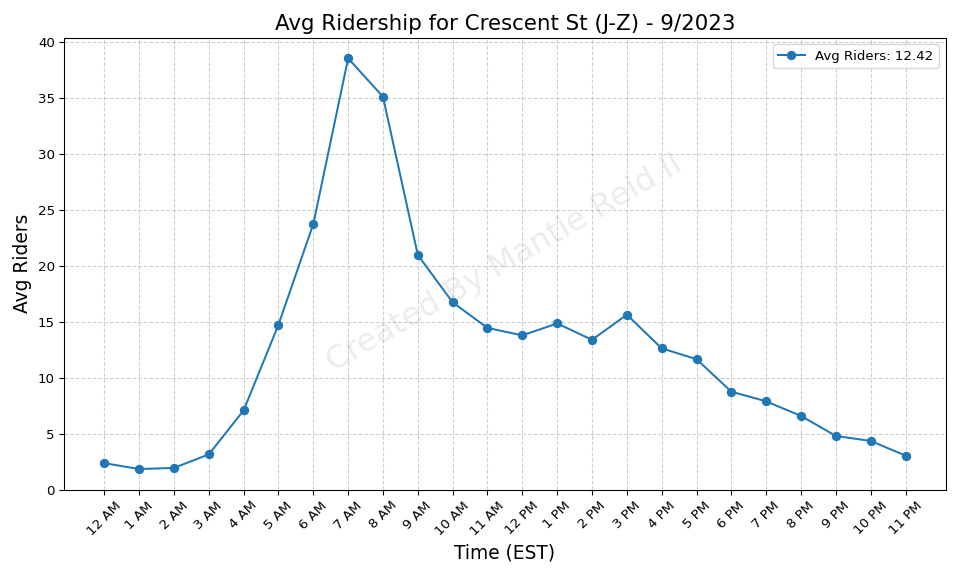 Avg Ridership for Crescent St (J-Z) - 9/2023
Avg Riders: 12.42
Avg Riders
40
35
30
25
20
15
10
5
0
Created By Mantie Reid II
12 AM
1 AM
2 AM
3 AM
4 AM
5 AM
6 AM
7 AM
8 AM
9 AM
10 AM
11 AM
12 PM
1 PM
2 PM
3 PM
4 PM
5 PM
6 PM
7 PM
8 PM
9 PM
10 PM
11 PM
Time (EST)